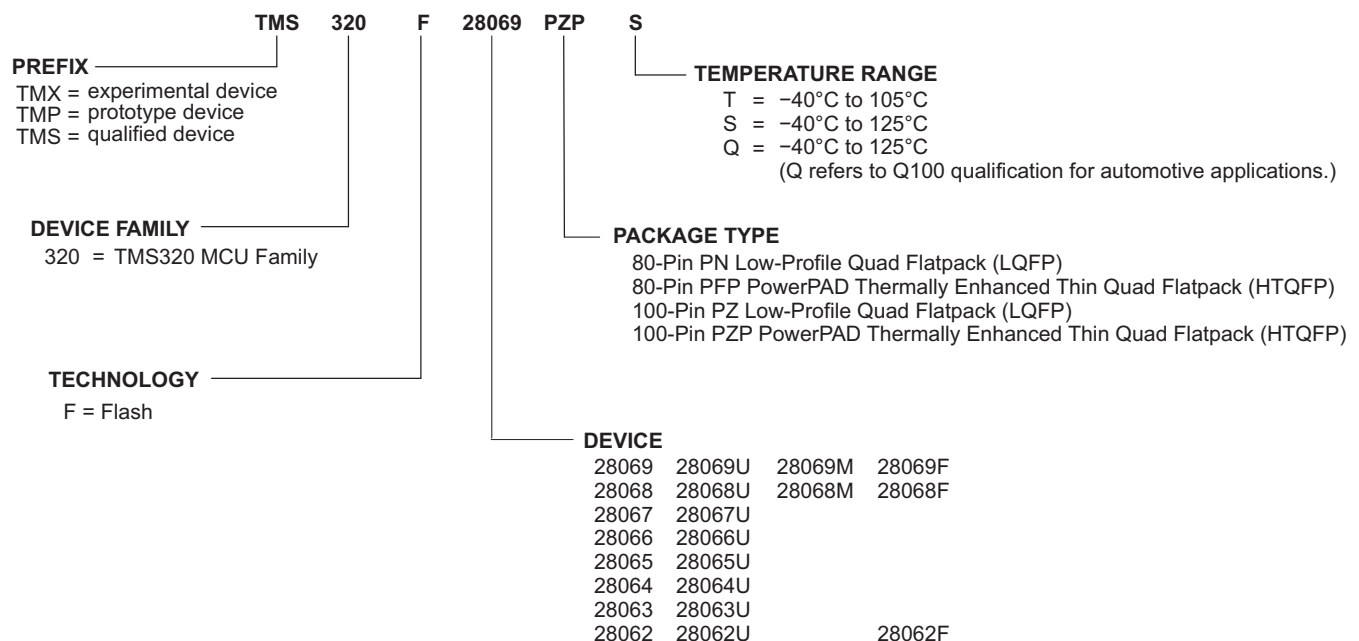 TMS 320 F 28069 PZP S
PREFIX
TMX = experimental device
TMP = prototype device
TMS = qualified device
TEMPERATURE RANGE
T = −40°C to 105°C
S = −40°C to 125°C
Q = −40°C to 125°C
(Q refers to Q100 qualification for automotive applications.)
DEVICE FAMILY
320 = TMS320 MCU Family
PACKAGE TYPE
80-Pin PN Low-Profile Quad Flatpack (LQFP)
80-Pin PFP PowerPAD Thermally Enhanced Thin Quad Flatpack (HTQFP)
100-Pin PZ Low-Profile Quad Flatpack (LQFP)
100-Pin PZP PowerPAD Thermally Enhanced Thin Quad Flatpack (HTQFP)
TECHNOLOGY
F = Flash
DEVICE
28069 28069U 28069M 28069F
28068 28068U 28068M 28068F
28067 28067U
28066 28066U
28065 28065U
28064 28064U
28063 28063U
28062 28062U 28062F